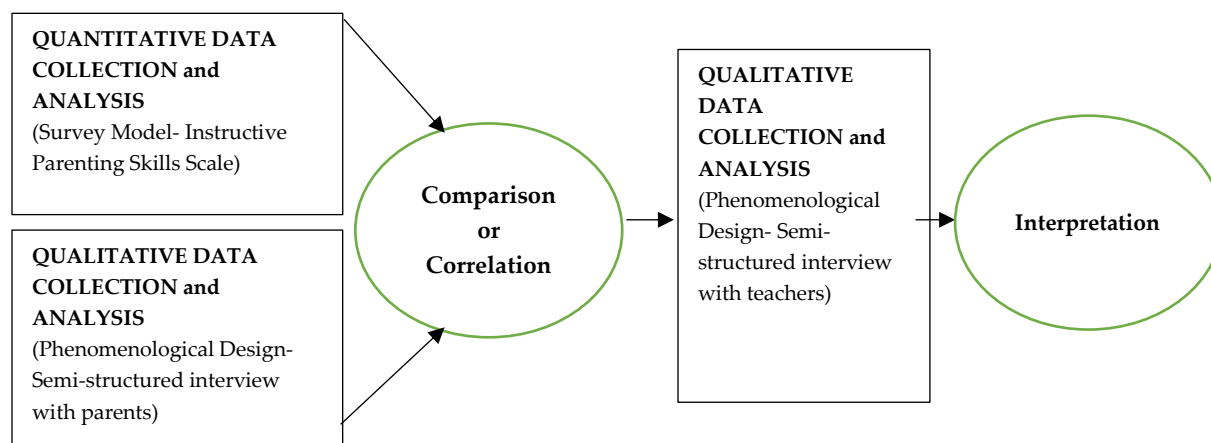 QUANTITATIVE DATA
COLLECTION and
ANALYSIS
(Survey Model- Instructive
Parenting Skills Scale)
QUALITATIVE DATA
COLLECTION and
ANALYSIS
(Phenomenological Design-
Semi-structured interview
with parents)
Comparison
or
Correlation
QUALITATIVE
DATA
COLLECTION and
ANALYSIS
(Phenomenological
Design- Semi-
structured interview
with teachers)
Interpretation